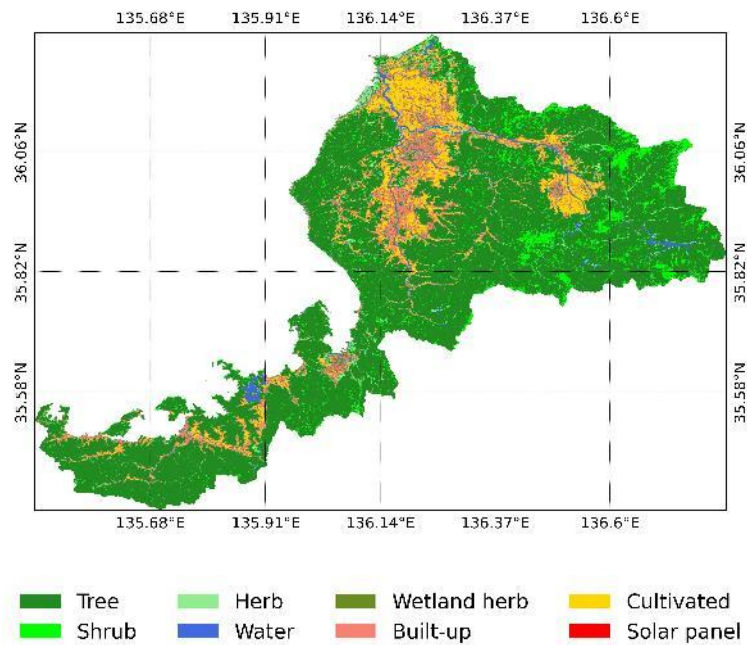 135.68°E 135.91°E 136.14°E 136.37°E 136.6°E
36.06°N 36.06°N
35.82°N 35.82°N
35.58°N 35.58°N
135.68°E 135.91°E 136.14°E 136.37°E 136.6°E
Tree Herb Wetland herb Cultivated
Shrub Water Built-up Solar panel